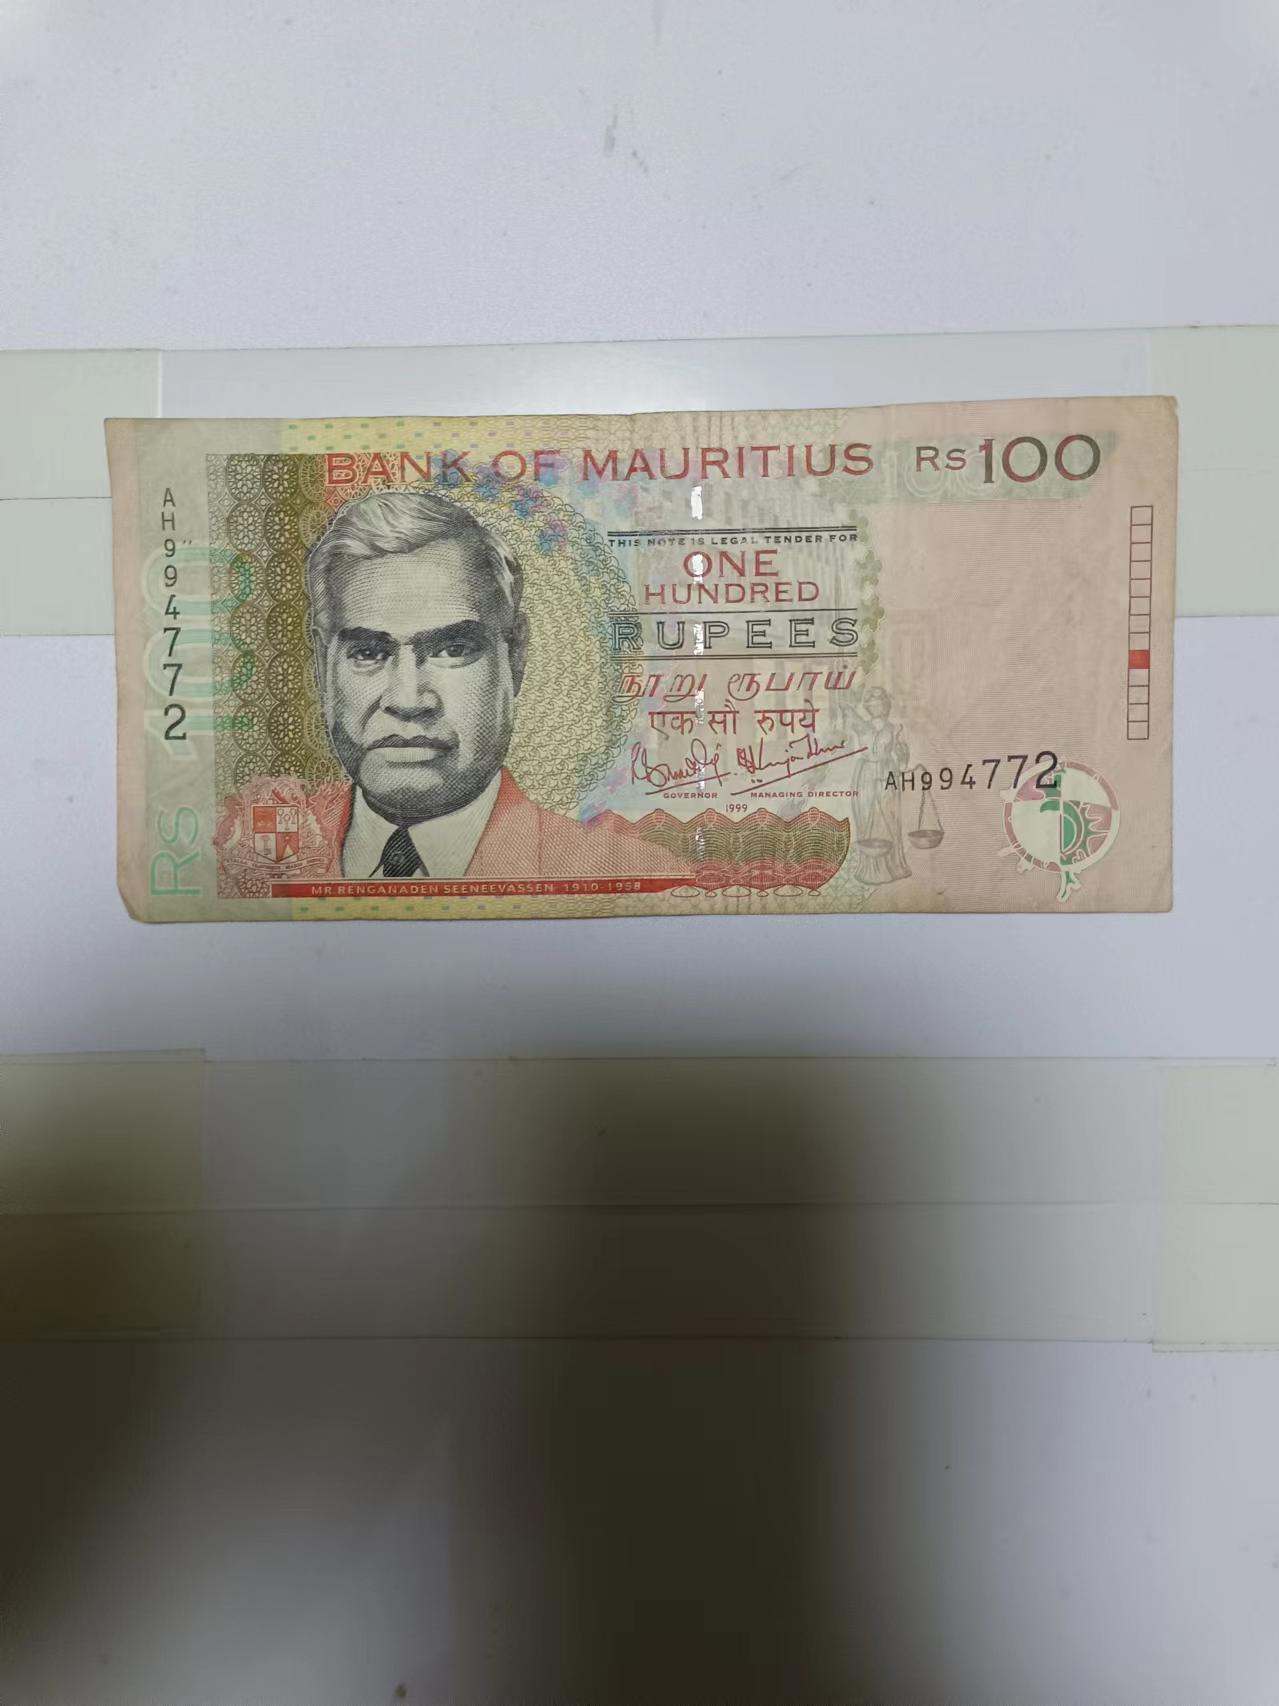 BANK OF MAURITIUS
RS 100
AH994772
THIS NOTE IS LEGAL TENDER FOR
ONE
HUNDRED
RUPEES
நூறு ரூபாய்
एक सौ रुपये
GOVERNOR MANAGING DIRECTOR
1999
AH994772
Rs 100
MR RENGANADEN SEENEEVASSEN 1910-1958